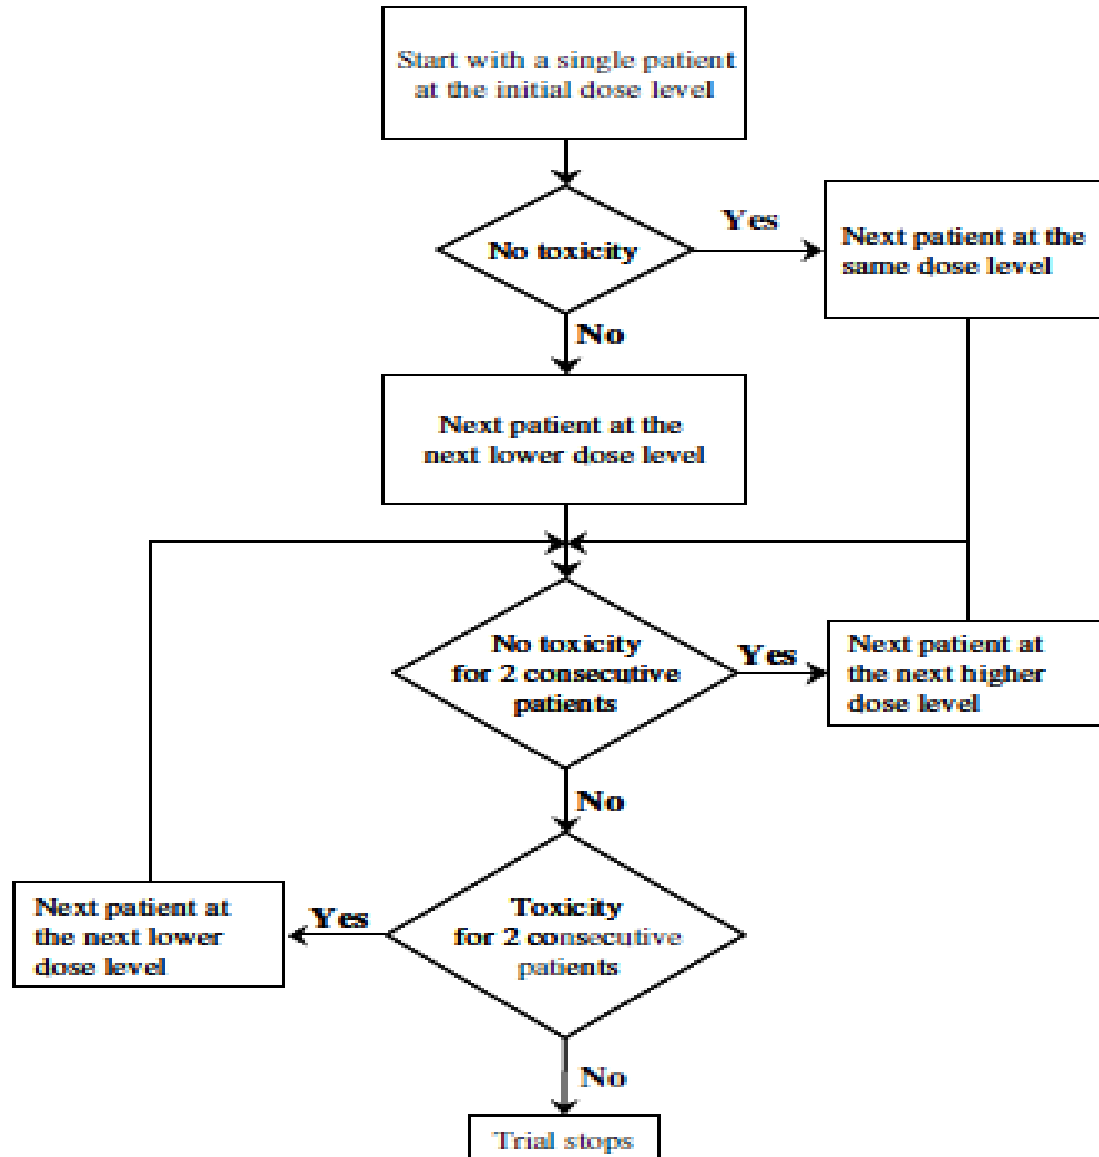 Start with a single patient
at the initial dose level
No toxicity
Yes
Next patient at the
same dose level
No
Next patient at the
next lower dose level
No toxicity
for 2 consecutive
patients
Yes
Next patient at
the next higher
dose level
No
Toxicity
for 2 consecutive
patients
Yes
Next patient at
the next lower
dose level
No
Trial stops